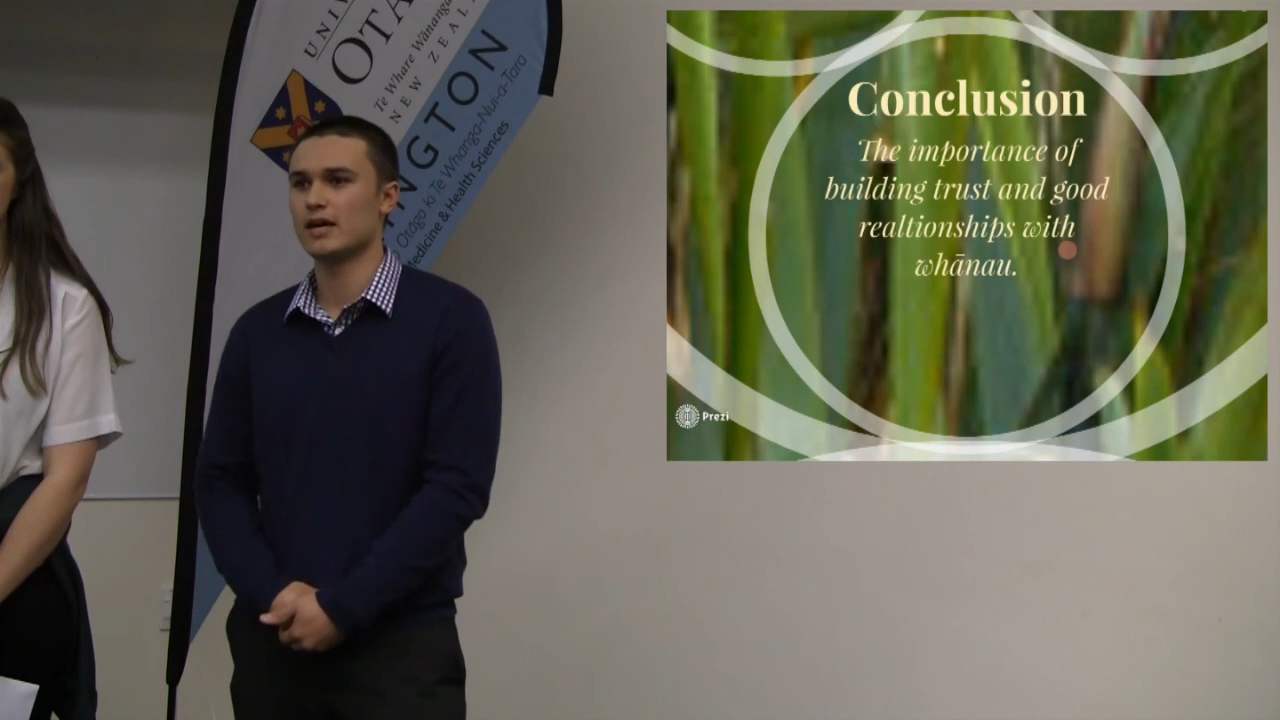 UNIV
OTA
Te Whare Wānanga
NEW ZEAL
NGTON
Otāgo ki Te Whanga-Nui-a-Tara
Medicine & Health Sciences
Conclusion
The importance of
building trust and good
realtionships with
whānau.
Prezi